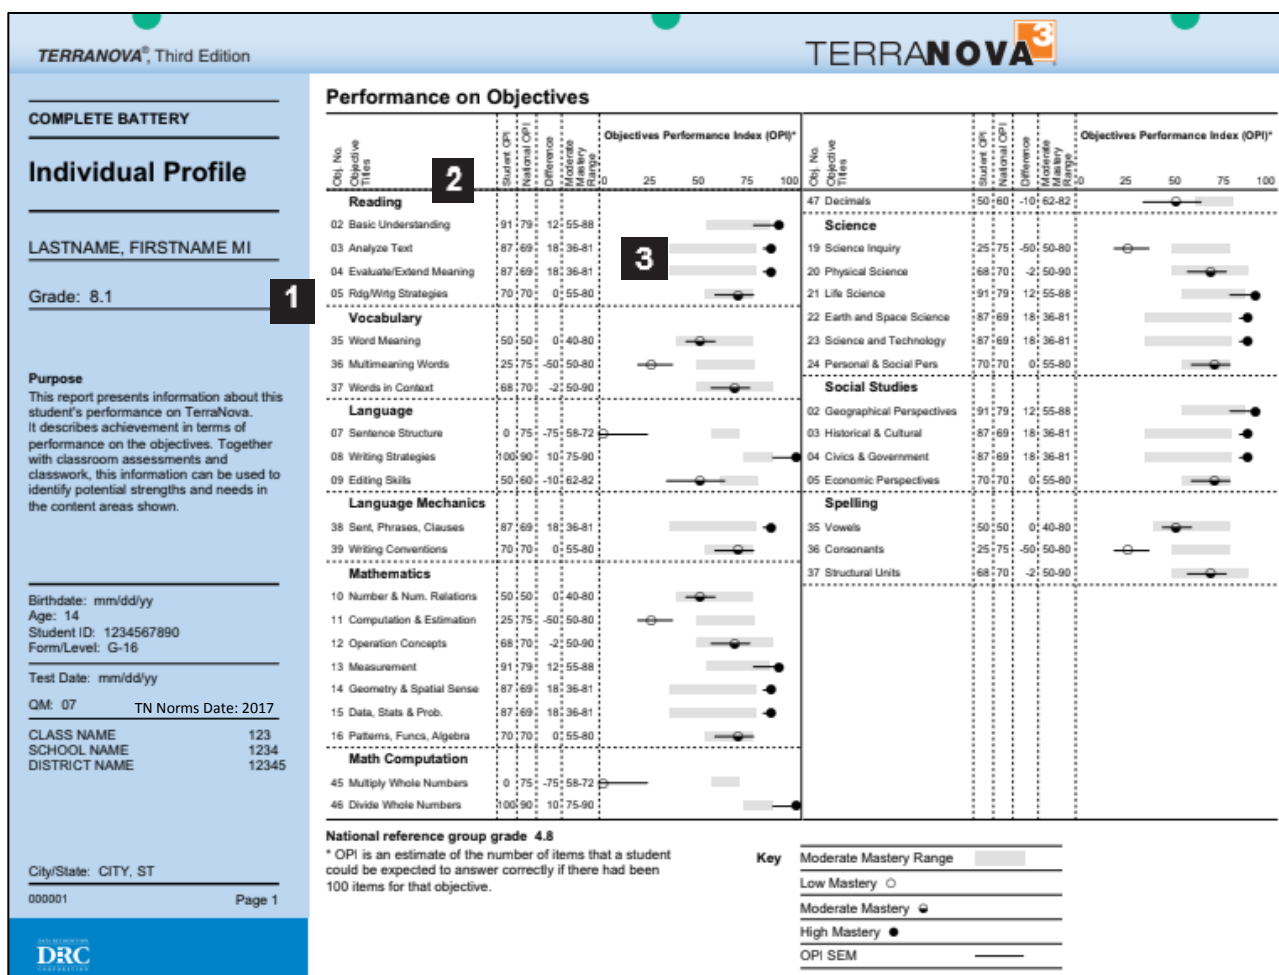 TERRANOVA®, Third Edition
TERRANOVA 3
COMPLETE BATTERY
Individual Profile
LASTNAME, FIRSTNAME MI
Grade: 8.1
1
Purpose
This report presents information about this
student's performance on TerraNova.
It describes achievement in terms of
performance on the objectives. Together
with classroom assessments and
classwork, this information can be used to
identify potential strengths and needs in
the content areas shown.
Birthdate: mm/dd/yy
Age: 14
Student ID: 1234567890
Form/Level: G-16
Test Date: mm/dd/yy
QM: 07 TN Norms Date: 2017
CLASS NAME 123
SCHOOL NAME 1234
DISTRICT NAME 12345
City/State: CITY, ST
000001 Page 1
DRC
Performance on Objectives
Obj. No. Objective Titles Student OPI National OPI Difference Moderate Mastery Range Objectives Performance Index (OPI)*
0 25 50 75 100
2
3
Reading
02 Basic Understanding 91 79 12 55-88
03 Analyze Text 87 69 18 36-81
04 Evaluate/Extend Meaning 87 69 18 36-81
05 Rdg/Wrtg Strategies 70 70 0 55-80
Vocabulary
35 Word Meaning 50 50 0 40-80
36 Multimeaning Words 25 75 -50 50-80
37 Words in Context 68 70 -2 50-90
Language
07 Sentence Structure 0 75 -75 58-72
08 Writing Strategies 100 90 10 75-90
09 Editing Skills 50 60 -10 62-82
Language Mechanics
38 Sent, Phrases, Clauses 87 69 18 36-81
39 Writing Conventions 70 70 0 55-80
Mathematics
10 Number & Num. Relations 50 50 0 40-80
11 Computation & Estimation 25 75 -50 50-80
12 Operation Concepts 68 70 -2 50-90
13 Measurement 91 79 12 55-88
14 Geometry & Spatial Sense 87 69 18 36-81
15 Data, Stats & Prob. 87 69 18 36-81
16 Patterns, Funcs, Algebra 70 70 0 55-80
Math Computation
45 Multiply Whole Numbers 0 75 -75 58-72
46 Divide Whole Numbers 100 90 10 75-90
Obj. No. Objective Titles Student OPI National OPI Difference Moderate Mastery Range Objectives Performance Index (OPI)*
0 25 50 75 100
47 Decimals 50 60 -10 62-82
Science
19 Science Inquiry 25 75 -50 50-80
20 Physical Science 68 70 -2 50-90
21 Life Science 91 79 12 55-88
22 Earth and Space Science 87 69 18 36-81
23 Science and Technology 87 69 18 36-81
24 Personal & Social Pers 70 70 0 55-80
Social Studies
02 Geographical Perspectives 91 79 12 55-88
03 Historical & Cultural 87 69 18 36-81
04 Civics & Government 87 69 18 36-81
05 Economic Perspectives 70 70 0 55-80
Spelling
35 Vowels 50 50 0 40-80
36 Consonants 25 75 -50 50-80
37 Structural Units 68 70 -2 50-90
National reference group grade 4.8
* OPI is an estimate of the number of items that a student
could be expected to answer correctly if there had been
100 items for that objective.
Key Moderate Mastery Range
Low Mastery
Moderate Mastery
High Mastery
OPI SEM